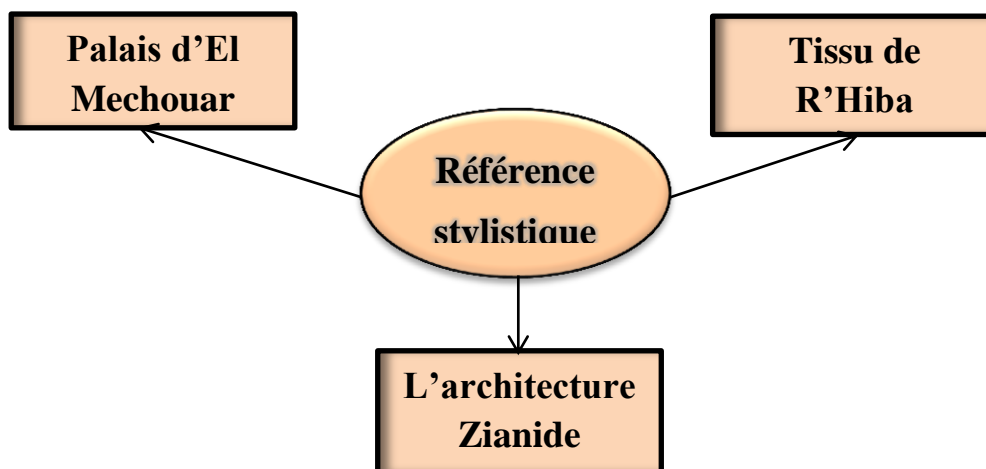 Palais d’El
Mechouar
Tissu de
R’Hiba
Référence
stylistique
L’architecture
Zianide